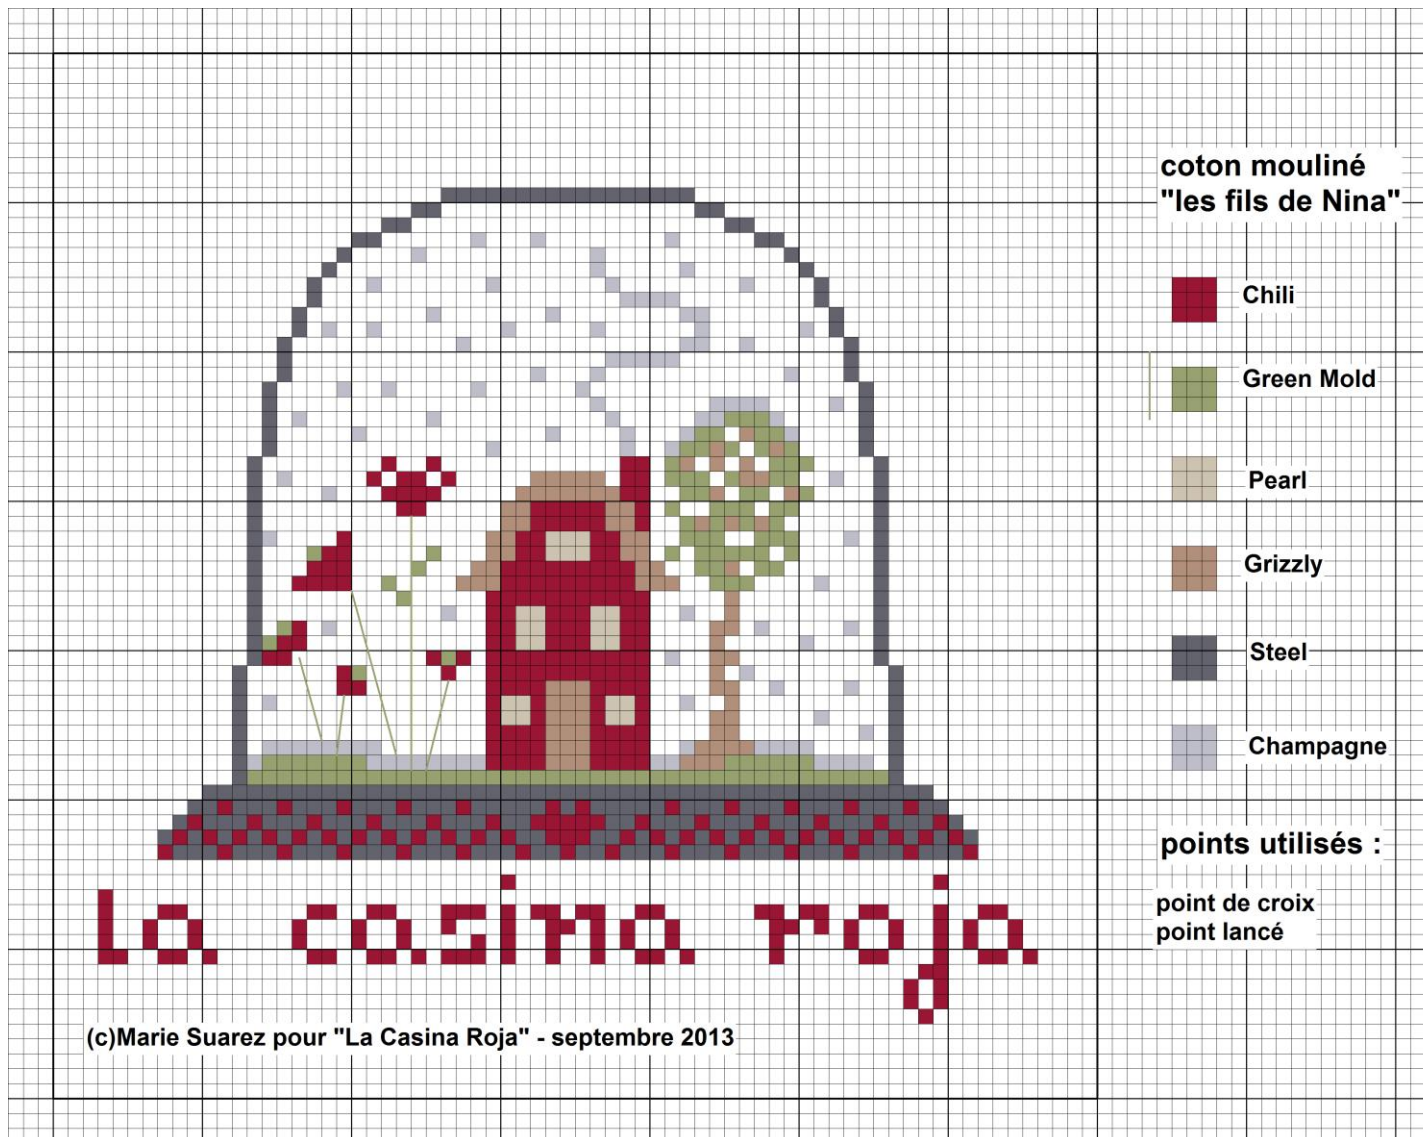 coton mouliné
"les fils de Nina"
Chili
Green Mold
Pearl
Grizzly
Steel
Champagne
points utilisés :
point de croix
point lancé
la casina roja
(c)Marie Suarez pour "La Casina Roja" - septembre 2013